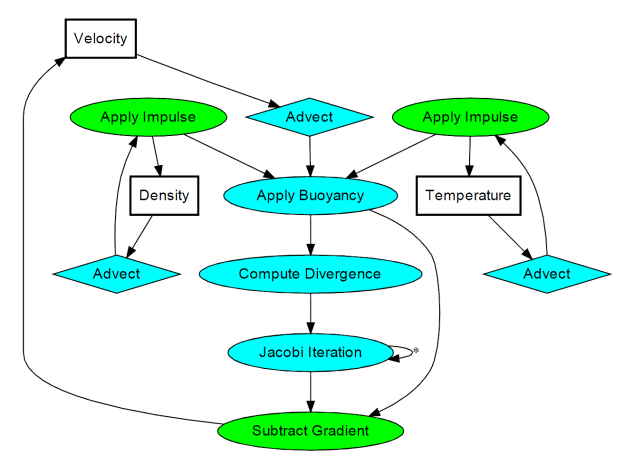 Velocity
Apply Impulse
Advect
Apply Impulse
Density
Apply Buoyancy
Temperature
Advect
Compute Divergence
Advect
Jacobi Iteration
*
Subtract Gradient